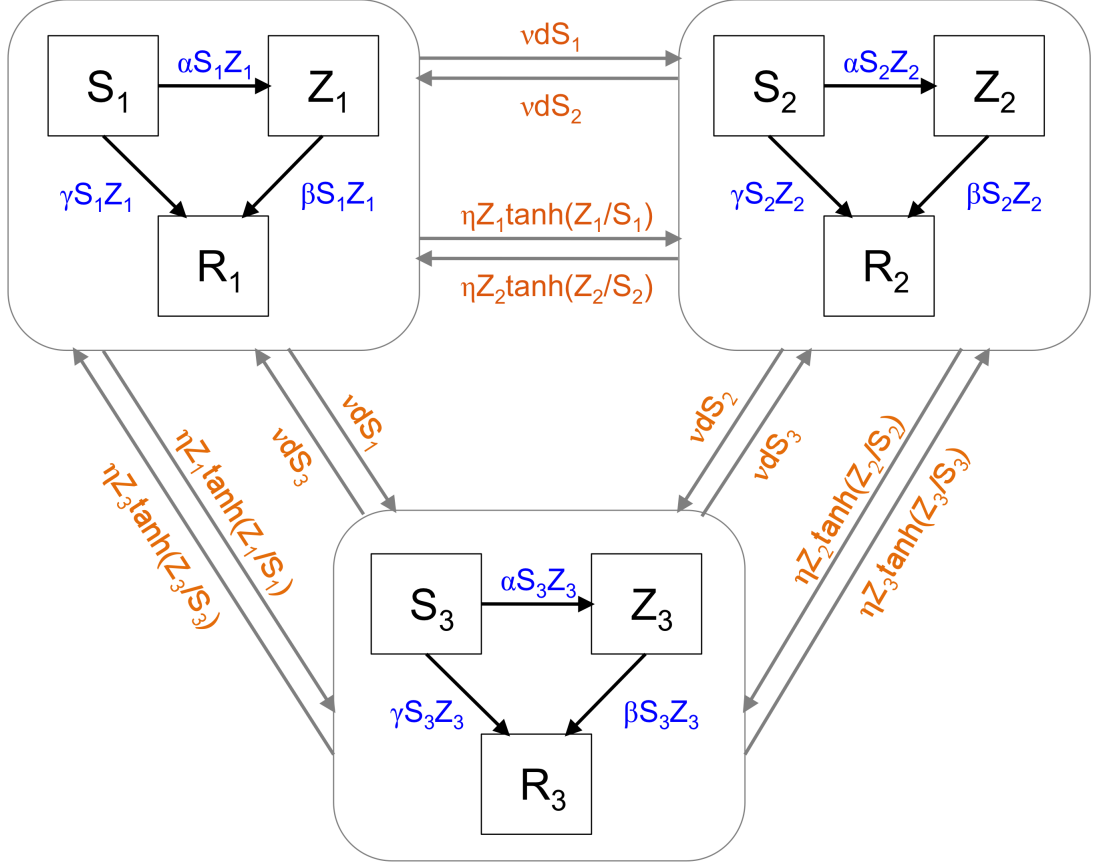 νdS₁
νdS₂
αS₁Z₁
S₁
Z₁
γS₁Z₁
βS₁Z₁
R₁
αS₂Z₂
S₂
Z₂
γS₂Z₂
βS₂Z₂
R₂
ηZ₁tanh(Z₁/S₁)
ηZ₂tanh(Z₂/S₂)
νdS₁
νdS₃
ηZ₁tanh(Z₁/S₁)
ηZ₃tanh(Z₃/S₃)
νdS₂
νdS₃
ηZ₂tanh(Z₂/S₂)
ηZ₃tanh(Z₃/S₃)
αS₃Z₃
S₃
Z₃
γS₃Z₃
βS₃Z₃
R₃